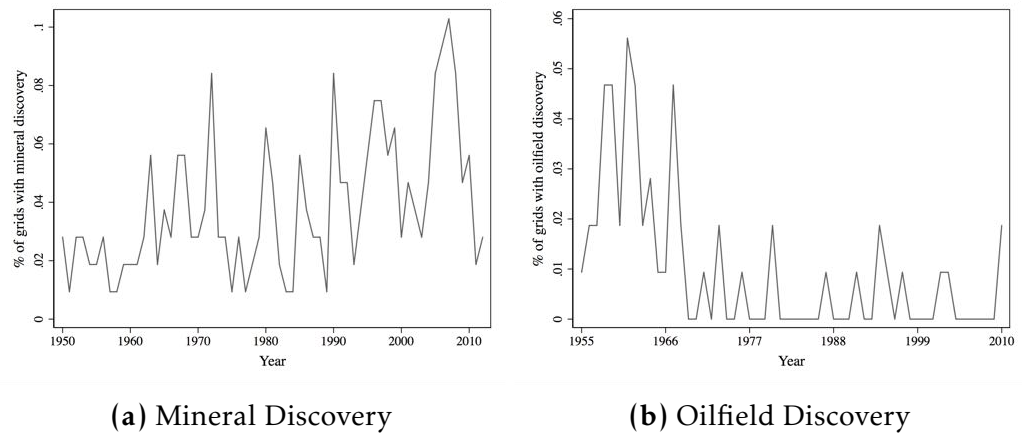 % of grids with mineral discovery
.1
.08
.06
.04
.02
0
1950 1960 1970 1980 1990 2000 2010
Year
(a) Mineral Discovery
% of grids with oilfield discovery
.06
.05
.04
.03
.02
.01
0
1955 1966 1977 1988 1999 2010
Year
(b) Oilfield Discovery